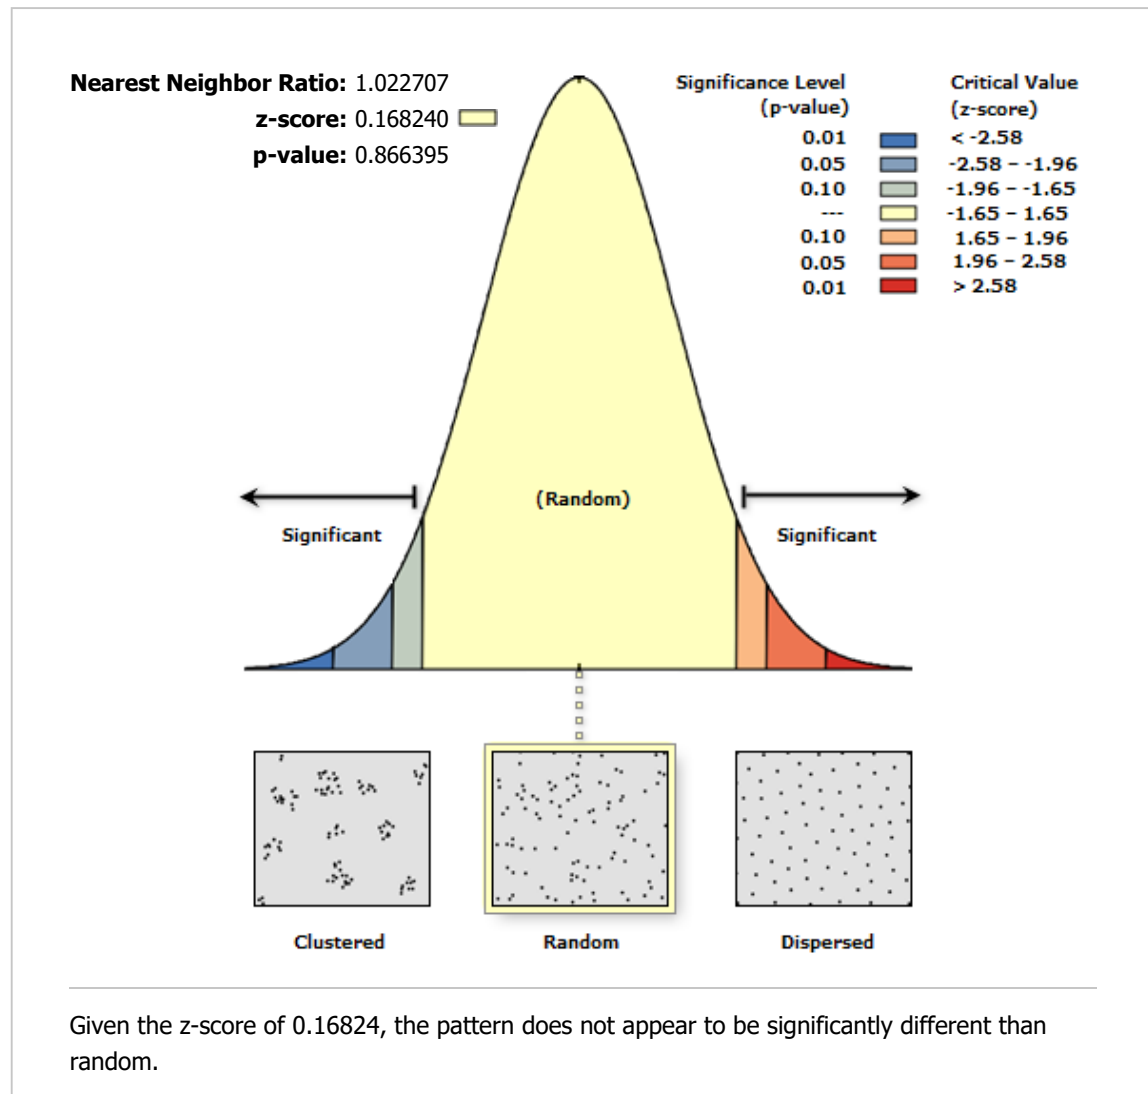 Nearest Neighbor Ratio: 1.022707
z-score: 0.168240
p-value: 0.866395
Significance Level
(p-value)
Critical Value
(z-score)
0.01 < -2.58
0.05 -2.58 – -1.96
0.10 -1.96 – -1.65
--- -1.65 – 1.65
0.10 1.65 – 1.96
0.05 1.96 – 2.58
0.01 > 2.58
(Random)
Significant
Significant
Clustered
Random
Dispersed
Given the z-score of 0.16824, the pattern does not appear to be significantly different than
random.